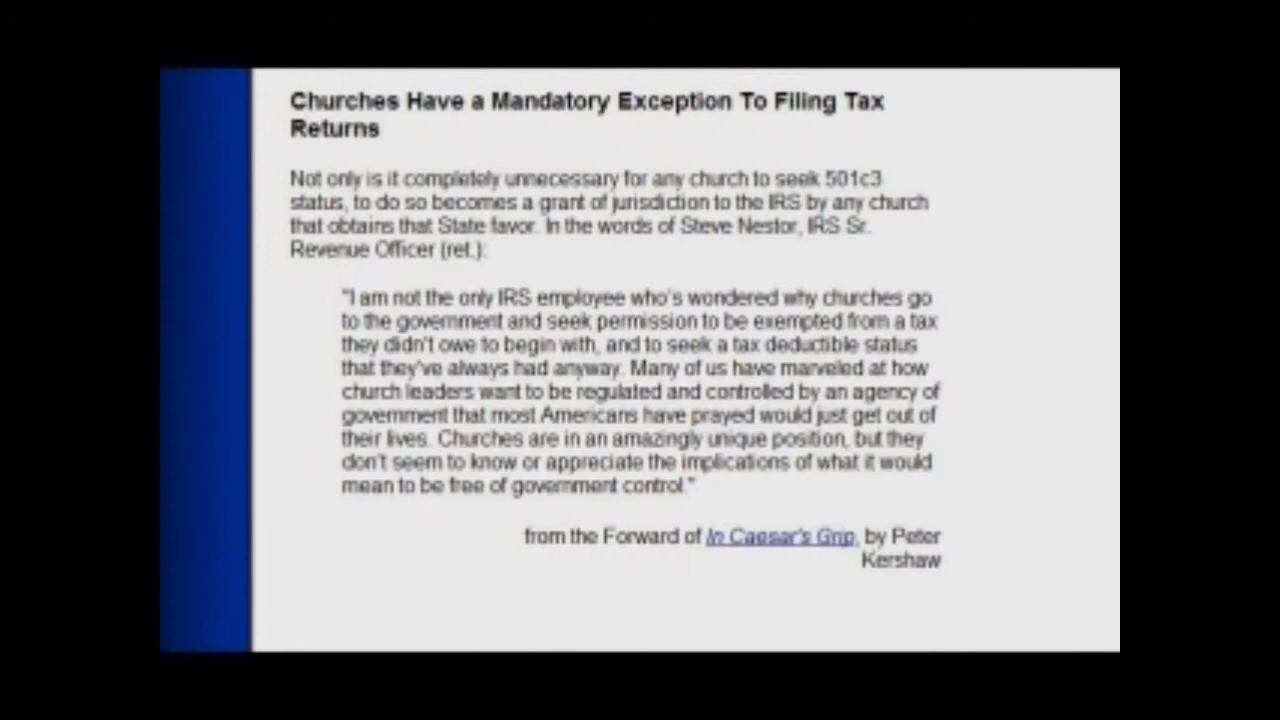 Churches Have a Mandatory Exception To Filing Tax
Returns
Not only is it completely unnecessary for any church to seek 501c3
status, to do so becomes a grant of jurisdiction to the IRS by any church
that obtains that State favor. In the words of Steve Nestor, IRS Sr.
Revenue Officer (ret.):
"I am not the only IRS employee who's wondered why churches go
to the government and seek permission to be exempted from a tax
they didn't owe to begin with, and to seek a tax deductible status
that they've always had anyway. Many of us have marveled at how
church leaders want to be regulated and controlled by an agency of
government that most Americans have prayed would just get out of
their lives. Churches are in an amazingly unique position, but they
don't seem to know or appreciate the implications of what it would
mean to be free of government control."
from the Forward of In Caesar's Grip, by Peter
Kershaw